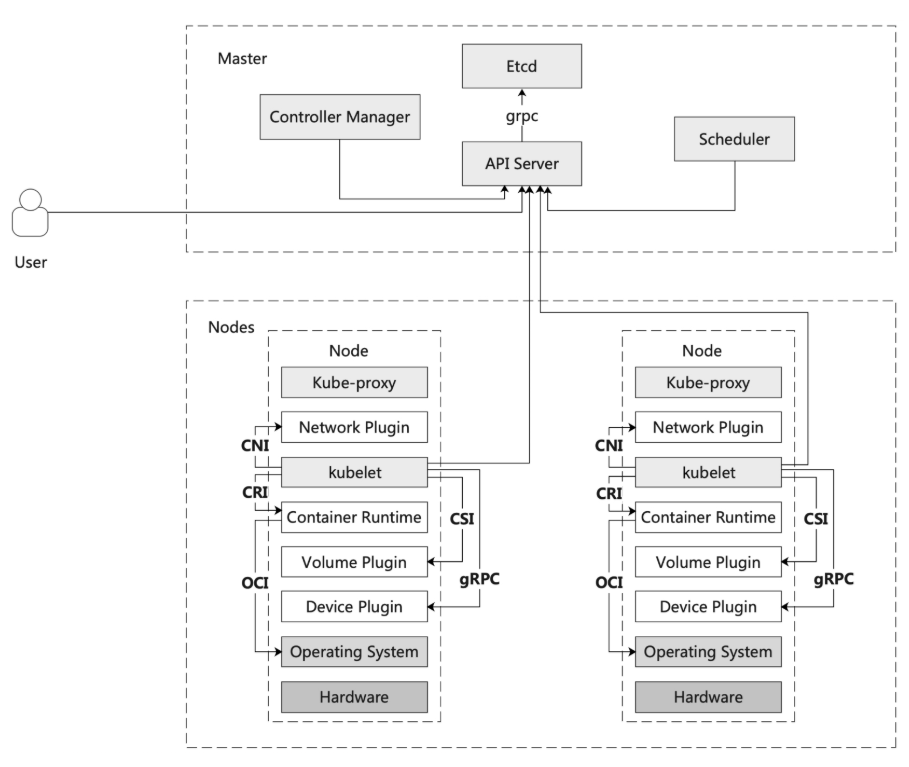 Master
Etcd
grpc
Controller Manager
API Server
Scheduler
User
Nodes
Node
Kube-proxy
Network Plugin
CNI
kubelet
CRI
Container Runtime
CSI
Volume Plugin
OCI
gRPC
Device Plugin
Operating System
Hardware
Node
Kube-proxy
Network Plugin
CNI
kubelet
CRI
Container Runtime
CSI
Volume Plugin
OCI
gRPC
Device Plugin
Operating System
Hardware